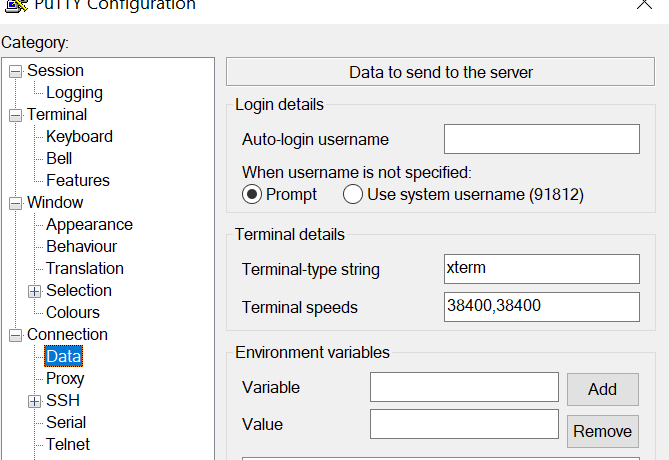 PuTTY Configuration
Category:
Session
Logging
Terminal
Keyboard
Bell
Features
Window
Appearance
Behaviour
Translation
Selection
Colours
Connection
Data
Proxy
SSH
Serial
Telnet
Data to send to the server
Login details
Auto-login username
When username is not specified:
Prompt Use system username (91812)
Terminal details
Terminal-type string xterm
Terminal speeds 38400,38400
Environment variables
Variable Add
Value Remove